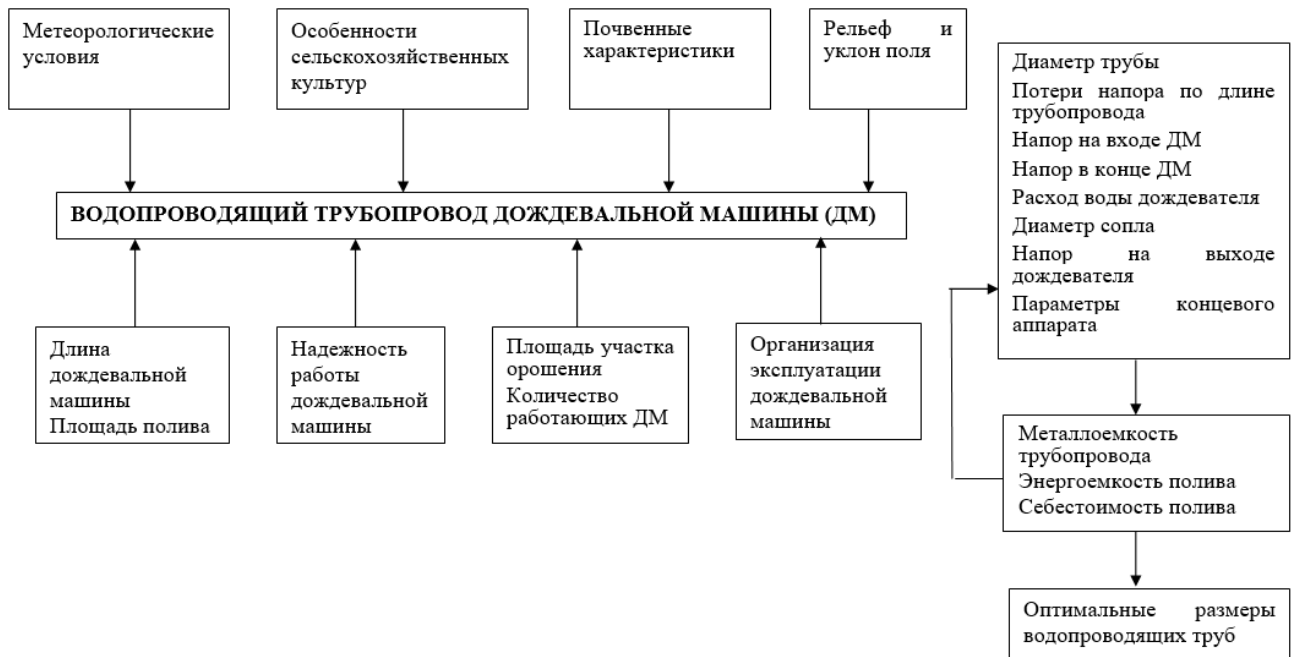 Метеорологические
условия
Особенности
сельскохозяйственных
культур
Почвенные
характеристики
Рельеф и
уклон поля
ВОДОПРОВОДЯЩИЙ ТРУБОПРОВОД ДОЖДЕВАЛЬНОЙ МАШИНЫ (ДМ)
Длина
дождевальной
машины
Площадь полива
Надежность
работы
дождевальной
машины
Площадь участка
орошения
Количество
работающих ДМ
Организация
эксплуатации
дождевальной
машины
Диаметр трубы
Потери напора по длине
трубопровода
Напор на входе ДМ
Напор в конце ДМ
Расход воды дождевателя
Диаметр сопла
Напор на выходе
дождевателя
Параметры концевого
аппарата
Металлоемкость
трубопровода
Энергоемкость полива
Себестоимость полива
Оптимальные размеры
водопроводящих труб